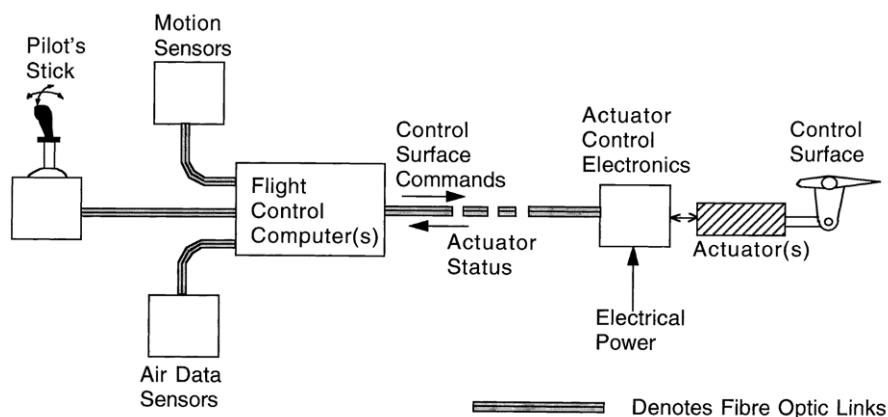 Motion
Sensors
Pilot's
Stick
Flight
Control
Computer(s)
Control
Surface
Commands
Actuator
Status
Actuator
Control
Electronics
Control
Surface
Actuator(s)
Electrical
Power
Air Data
Sensors
Denotes Fibre Optic Links